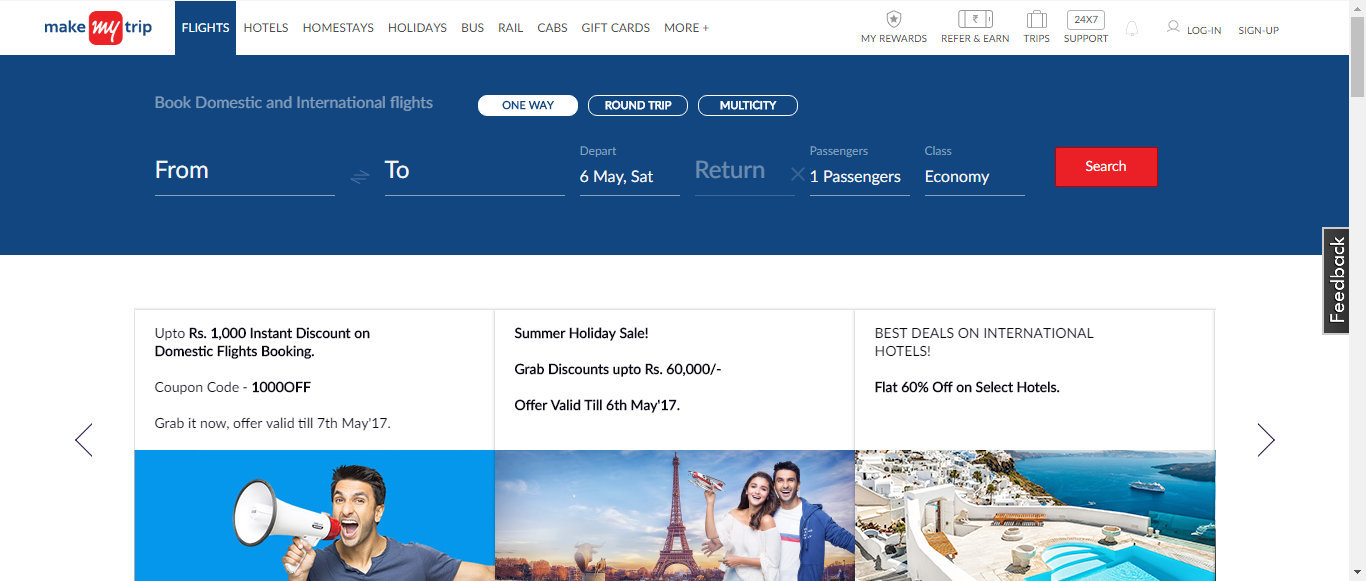 make my trip
FLIGHTS HOTELS HOMESTAYS HOLIDAYS BUS RAIL CABS GIFT CARDS MORE +
₹ 24X7
MY REWARDS REFER & EARN TRIPS SUPPORT LOG-IN SIGN-UP
Book Domestic and International flights ONE WAY ROUND TRIP MULTICITY
Depart Passengers Class
From To 6 May, Sat Return 1 Passengers Economy Search
Feedback
Upto Rs. 1,000 Instant Discount on
Domestic Flights Booking.
Coupon Code - 1000OFF
Grab it now, offer valid till 7th May'17.
Summer Holiday Sale!
Grab Discounts upto Rs. 60,000/-
Offer Valid Till 6th May'17.
BEST DEALS ON INTERNATIONAL
HOTELS!
Flat 60% Off on Select Hotels.